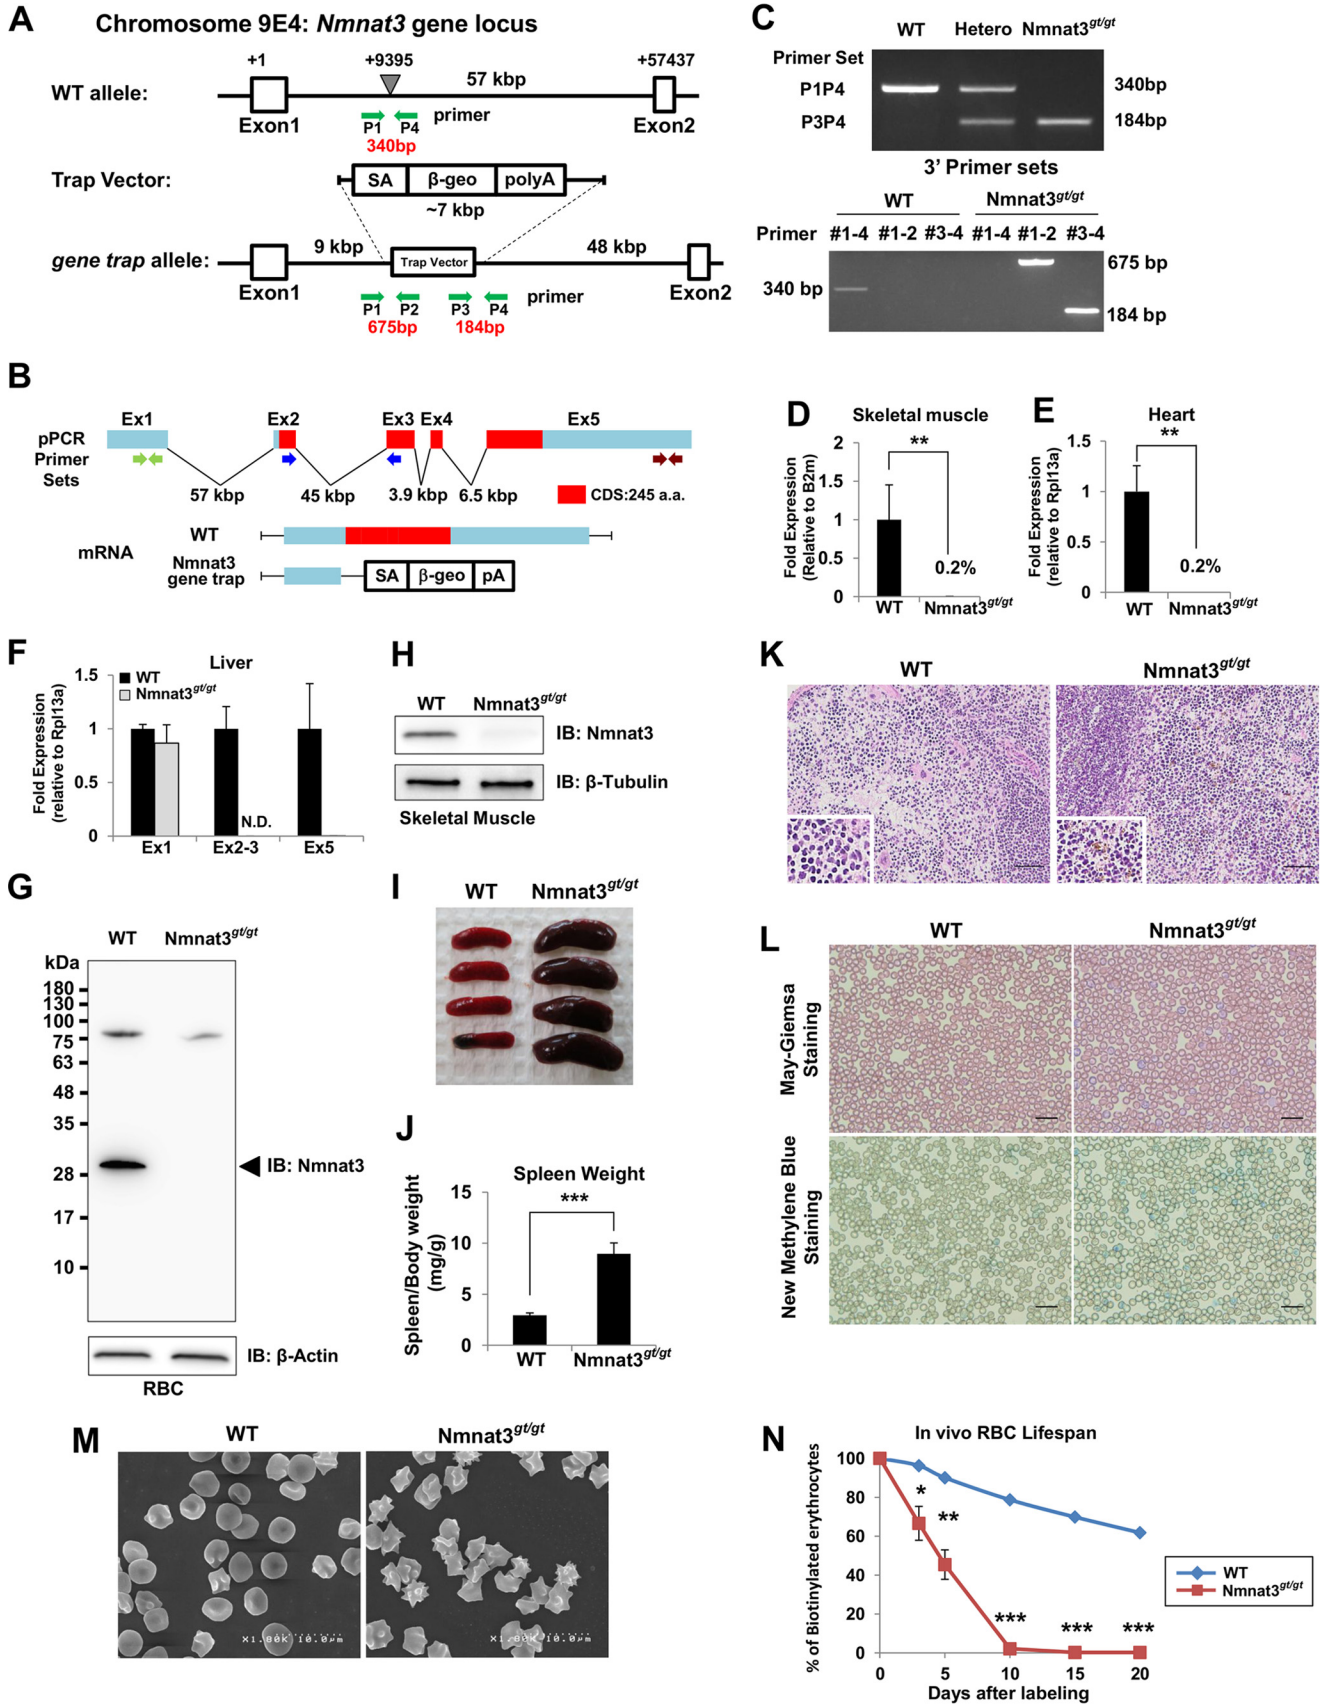 A
Chromosome 9E4: Nmnat3 gene locus
+1
+9395
57 kbp
+57437
WT allele:
Exon1
P1
P4
primer
Exon2
340bp
Trap Vector:
SA
β-geo
polyA
~7 kbp
gene trap allele:
9 kbp
Trap Vector
48 kbp
Exon1
Exon2
P1
P2
P3
P4
primer
675bp
184bp
C
WT
Hetero
Nmnat3gt/gt
Primer Set
P1P4
340bp
P3P4
184bp
3’ Primer sets
WT
Nmnat3gt/gt
Primer
#1-4
#1-2
#3-4
#1-4
#1-2
#3-4
675 bp
340 bp
184 bp
B
Ex1
Ex2
Ex3
Ex4
Ex5
pPCR
Primer
Sets
57 kbp
45 kbp
3.9 kbp
6.5 kbp
CDS:245 a.a.
mRNA
WT
Nmnat3
gene trap
SA
β-geo
pA
D
Skeletal muscle
Fold Expression
(Relative to B2m)
2
1.5
1
0.5
0
**
0.2%
WT
Nmnat3gt/gt
E
Heart
Fold Expression
(relative to Rpl13a)
1.5
1
0.5
0
**
0.2%
WT
Nmnat3gt/gt
F
Liver
Fold Expression
(relative to Rpl13a)
1.5
1
0.5
0
WT
Nmnat3gt/gt
N.D.
Ex1
Ex2-3
Ex5
H
WT
Nmnat3gt/gt
IB: Nmnat3
IB: β-Tubulin
Skeletal Muscle
K
WT
Nmnat3gt/gt
G
WT
Nmnat3gt/gt
kDa
180
130
100
75
63
48
35
28
17
10
IB: Nmnat3
IB: β-Actin
RBC
I
WT
Nmnat3gt/gt
J
Spleen Weight
Spleen/Body weight
(mg/g)
15
10
5
0
***
WT
Nmnat3gt/gt
L
WT
Nmnat3gt/gt
May-Giemsa
Staining
New Methylene Blue
Staining
M
WT
Nmnat3gt/gt
X1.80K 10.0µm
X1.80K 10.0µm
N
In vivo RBC Lifespan
% of Biotinylated erythrocytes
100
80
60
40
20
0
*
**
***
***
***
0
5
10
15
20
Days after labeling
WT
Nmnat3gt/gt